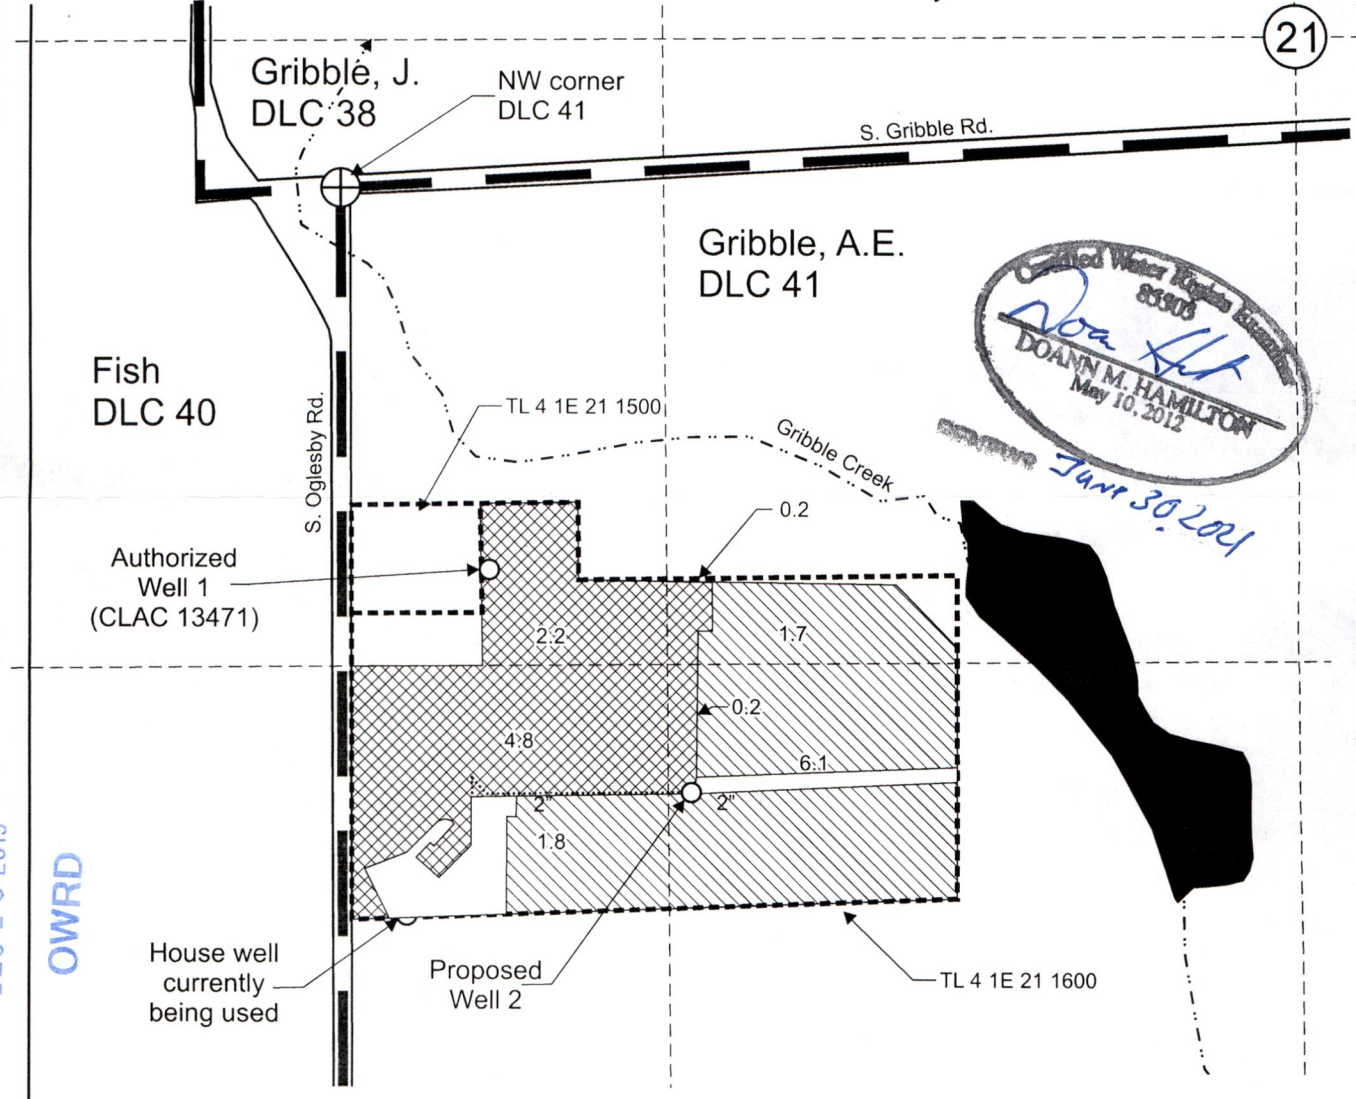 21
Gribble, J.
DLC 38
NW corner
DLC 41
S. Gribble Rd.
Gribble, A.E.
DLC 41
Certified Water Rights Examiner
85503
DOANN M. HAMILTON
May 10, 2012
June 30, 2021
Fish
DLC 40
S. Oglesby Rd.
TL 4 1E 21 1500
Gribble Creek
0.2
Authorized
Well 1
(CLAC 13471)
2.2
1.7
0.2
4.8
6.1
2"
2"
1.8
OWRD
House well
currently
being used
Proposed
Well 2
TL 4 1E 21 1600